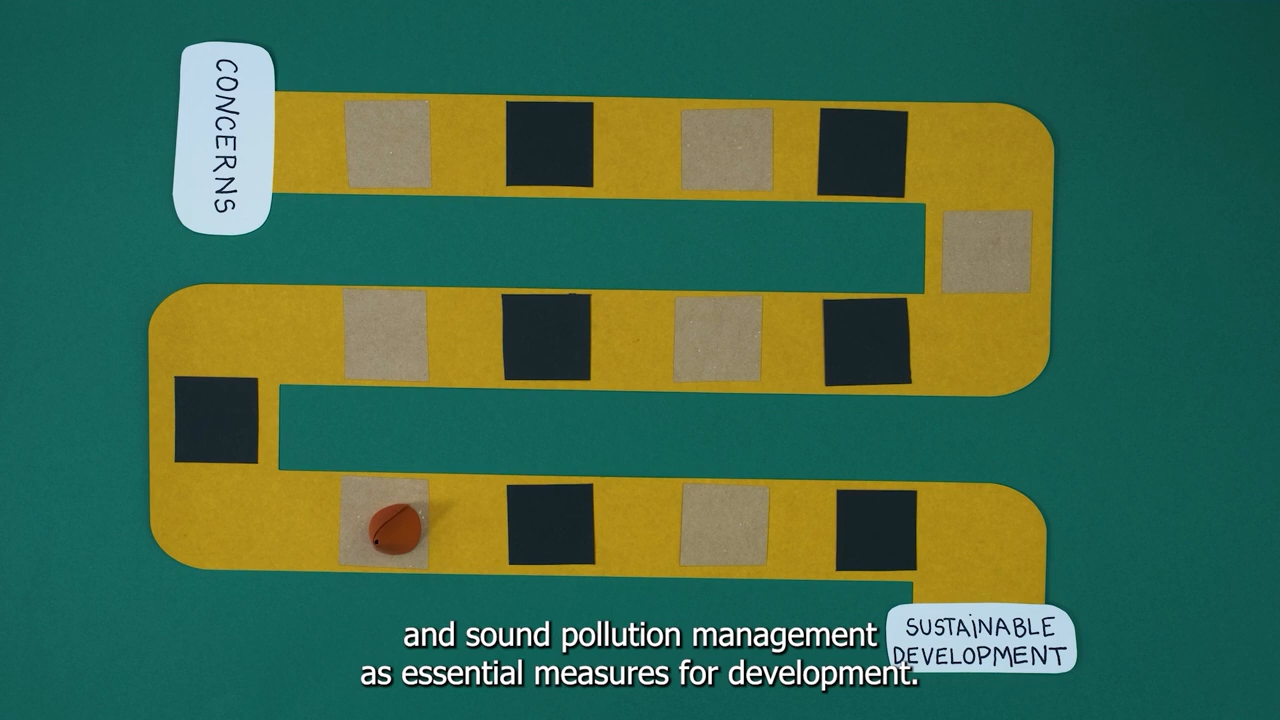 CONCERNS
SUSTAiNABLE
DEVELOPMENT
and sound pollution management
as essential measures for development.